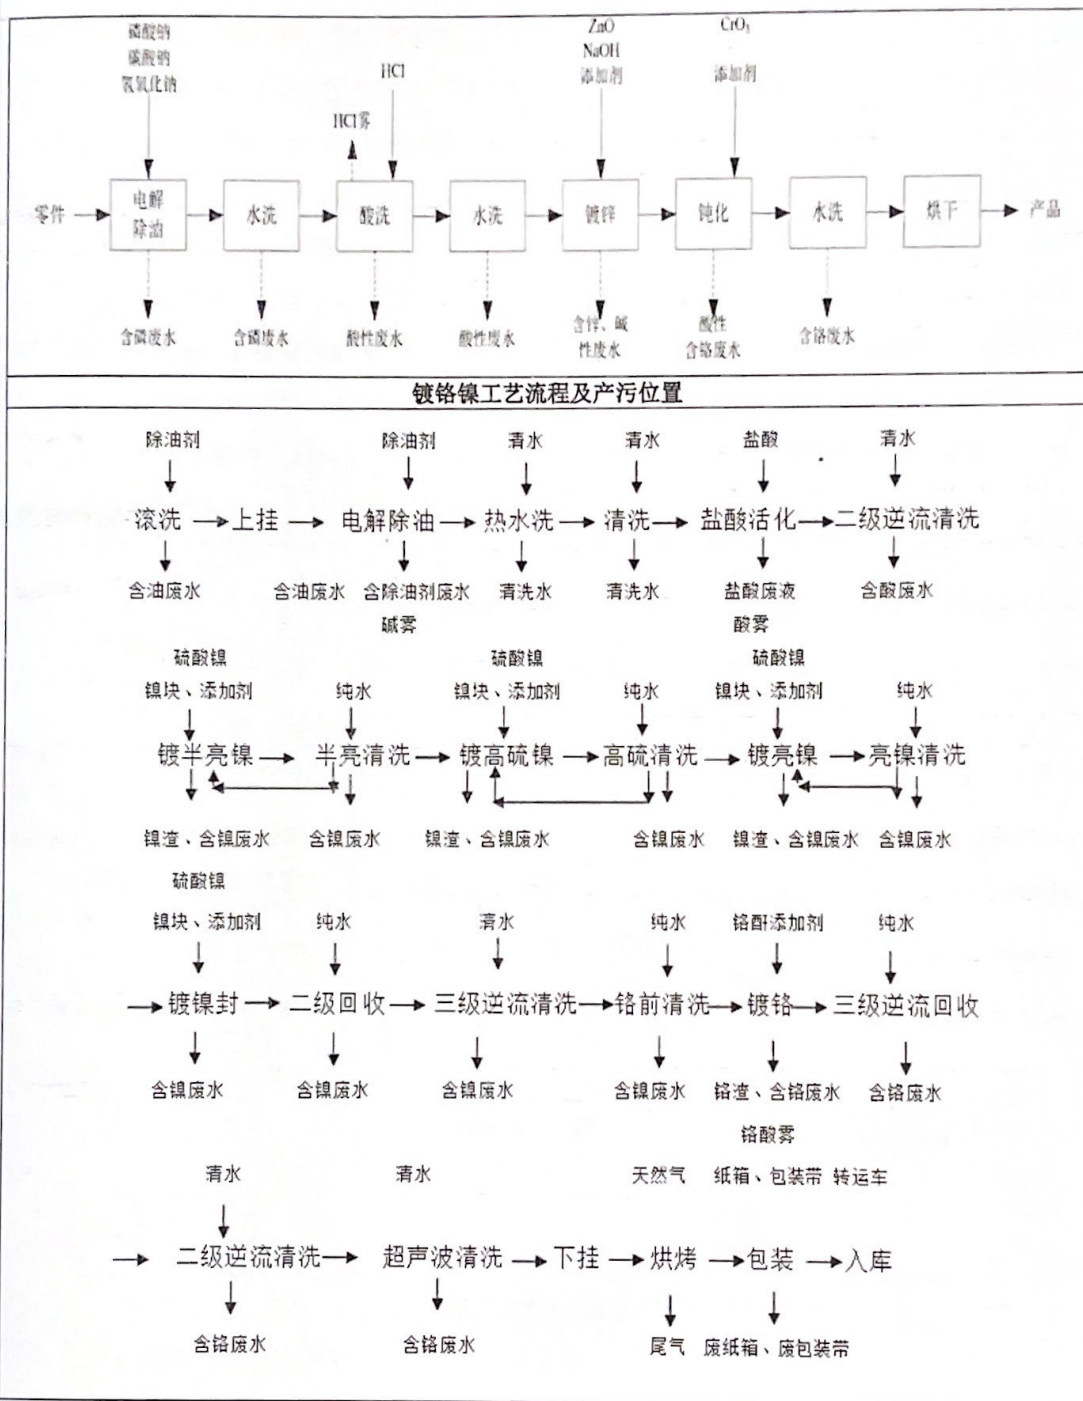 磷酸钠
碳酸钠
氢氧化钠
HCl
HCl雾
ZnO
NaOH
添加剂
CrO₃
添加剂
零件
电解
除油
水洗
酸洗
水洗
镀锌
钝化
水洗
烘下
产品
含磷废水
含磷废水
酸性废水
酸性废水
含锌、碱
性废水
酸性
含铬废水
含铬废水
镀铬镍工艺流程及产污位置
除油剂 除油剂 清水 清水 盐酸 清水
滚洗 上挂 电解除油 热水洗 清洗 盐酸活化 二级逆流清洗
含油废水 含油废水 含除油剂废水 清洗水 清洗水 盐酸废液 含酸废水
碱雾 酸雾
硫酸镍 硫酸镍 硫酸镍
镍块、添加剂 纯水 镍块、添加剂 纯水 镍块、添加剂 纯水
镀半亮镍 半亮清洗 镀高硫镍 高硫清洗 镀亮镍 亮镍清洗
镍渣、含镍废水 含镍废水 镍渣、含镍废水 含镍废水 镍渣、含镍废水 含镍废水
硫酸镍
镍块、添加剂 纯水 清水 纯水 铬酐添加剂 纯水
镀镍封 二级回收 三级逆流清洗 铬前清洗 镀铬 三级逆流回收
含镍废水 含镍废水 含镍废水 含镍废水 铬渣、含铬废水 含铬废水
铬酸雾
清水 清水 天然气 纸箱、包装带 转运车
二级逆流清洗 超声波清洗 下挂 烘烤 包装 入库
含铬废水 含铬废水 尾气 废纸箱、废包装带